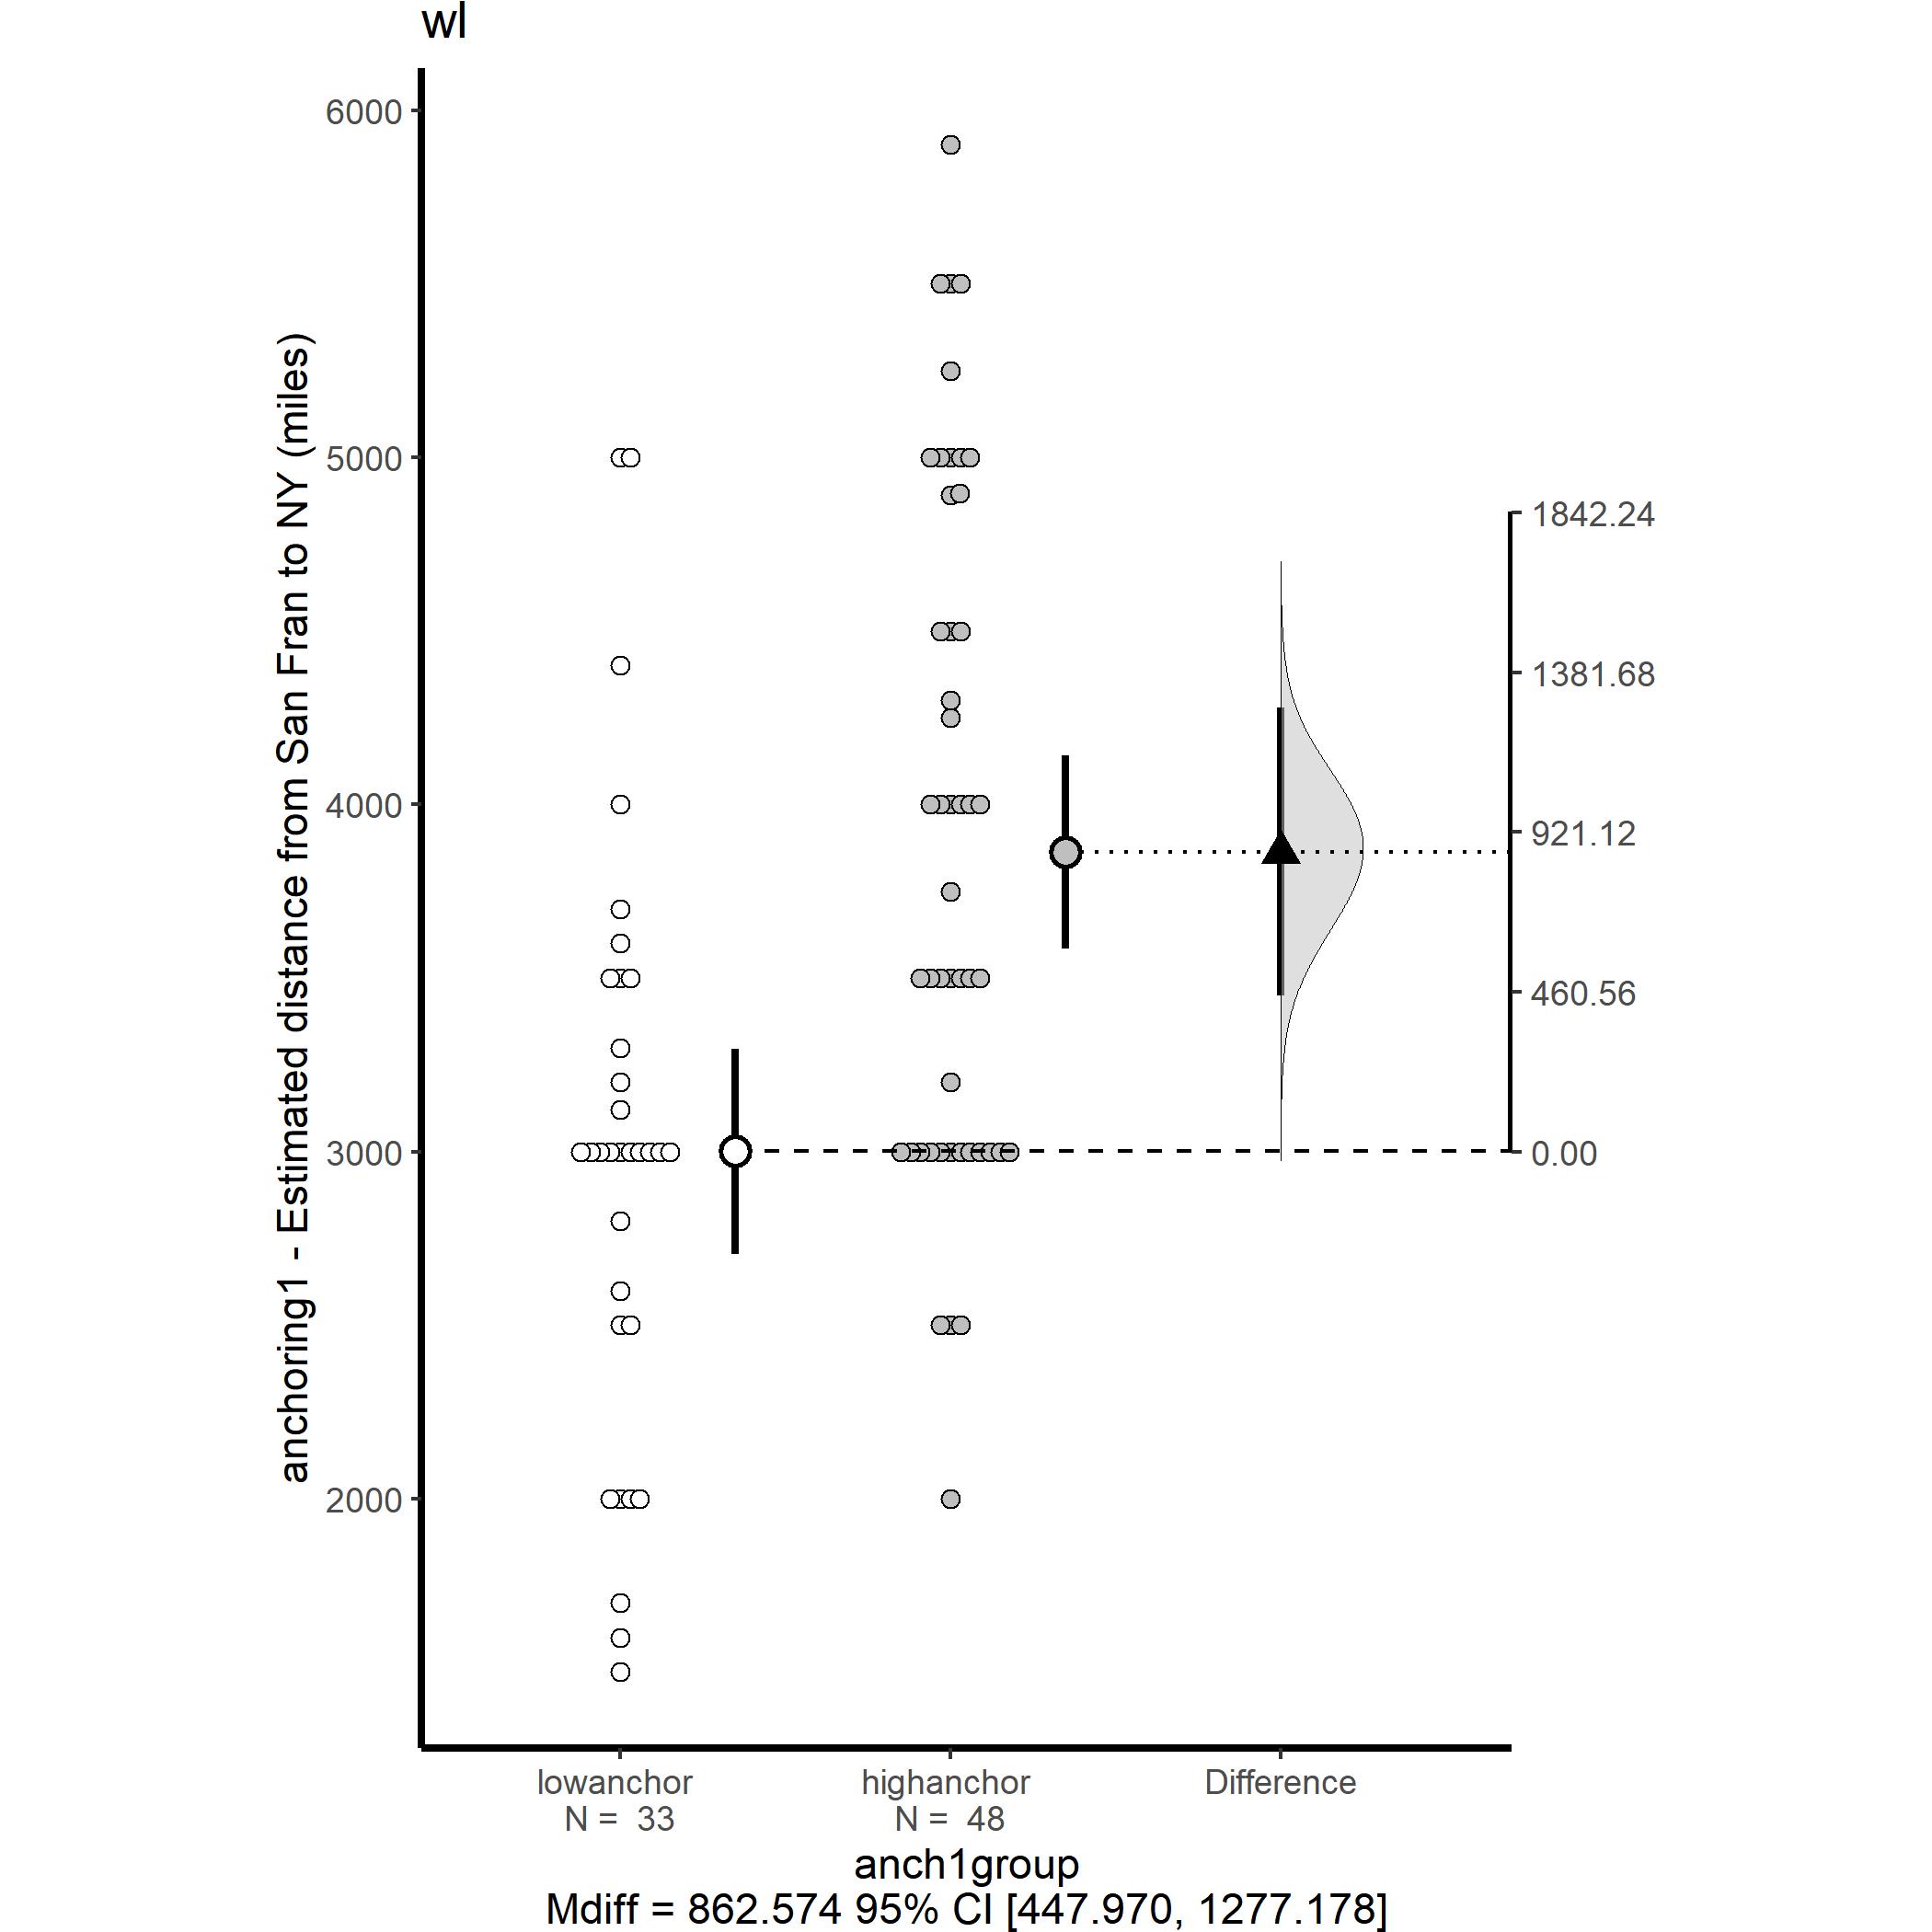 wl
anchoring1 - Estimated distance from San Fran to NY (miles)
6000
5000
4000
3000
2000
1842.24
1381.68
921.12
460.56
0.00
lowanchor
N =  33
highanchor
N =  48
Difference
anch1group
Mdiff = 862.574 95% CI [447.970, 1277.178]